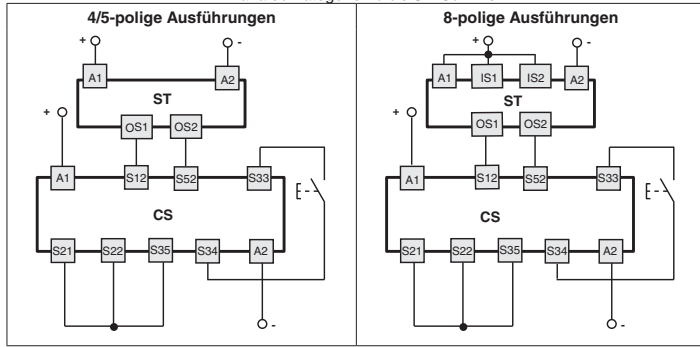 4/5-polige Ausführungen
+ -
A1 A2
ST
OS1 OS2
+
A1 S12 S52 S33
CS
S21 S22 S35 S34 A2
-
8-polige Ausführungen
+ -
A1 IS1 IS2 A2
ST
OS1 OS2
+
A1 S12 S52 S33
CS
S21 S22 S35 S34 A2
-